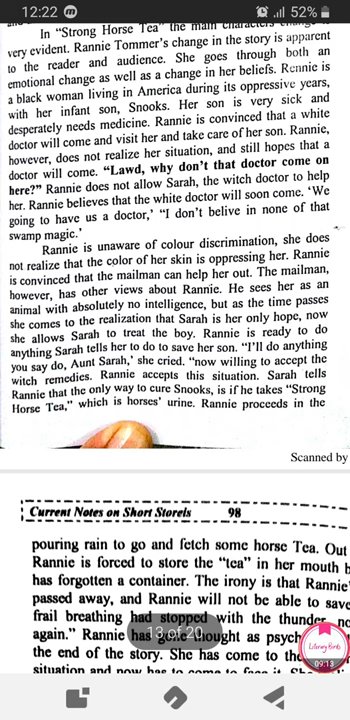 12:22 52%
In “Strong Horse Tea” the main characters
very evident. Rannie Tommer’s change in the story is apparent
to the reader and audience. She goes through both an
emotional change as well as a change in her beliefs. Rennie is
a black woman living in America during its oppressive years,
with her infant son, Snooks. Her son is very sick and
desperately needs medicine. Rannie is convinced that a white
doctor will come and visit her and take care of her son. Rannie,
however, does not realize her situation, and still hopes that a
doctor will come. “Lawd, why don’t that doctor come on
here?” Rannie does not allow Sarah, the witch doctor to help
her. Rannie believes that the white doctor will soon come. ‘We
going to have us a doctor,’ “I don’t belive in none of that
swamp magic.’
Rannie is unaware of colour discrimination, she does
not realize that the color of her skin is oppressing her. Rannie
is convinced that the mailman can help her out. The mailman,
however, has other views about Rannie. He sees her as an
animal with absolutely no intelligence, but as the time passes
she comes to the realization that Sarah is her only hope, now
she allows Sarah to treat the boy. Rannie is ready to do
anything Sarah tells her to do to save her son. “I’ll do anything
you say do, Aunt Sarah,’ she cried. “now willing to accept the
witch remedies. Rannie accepts this situation. Sarah tells
Rannie that the only way to cure Snooks, is if he takes “Strong
Horse Tea,” which is horses’ urine. Rannie proceeds in the
Scanned by
Current Notes on Short Storeis 98
pouring rain to go and fetch some horse Tea. Out
Rannie is forced to store the “tea” in her mouth b
has forgotten a container. The irony is that Rannie’
passed away, and Rannie will not be able to save
frail breathing had stopped with the thunder, no
again.” Rannie has gone thought as psych
13 of 20
the end of the story. She has come to the
situation and now has to come to face it
Literary Birds
09:13